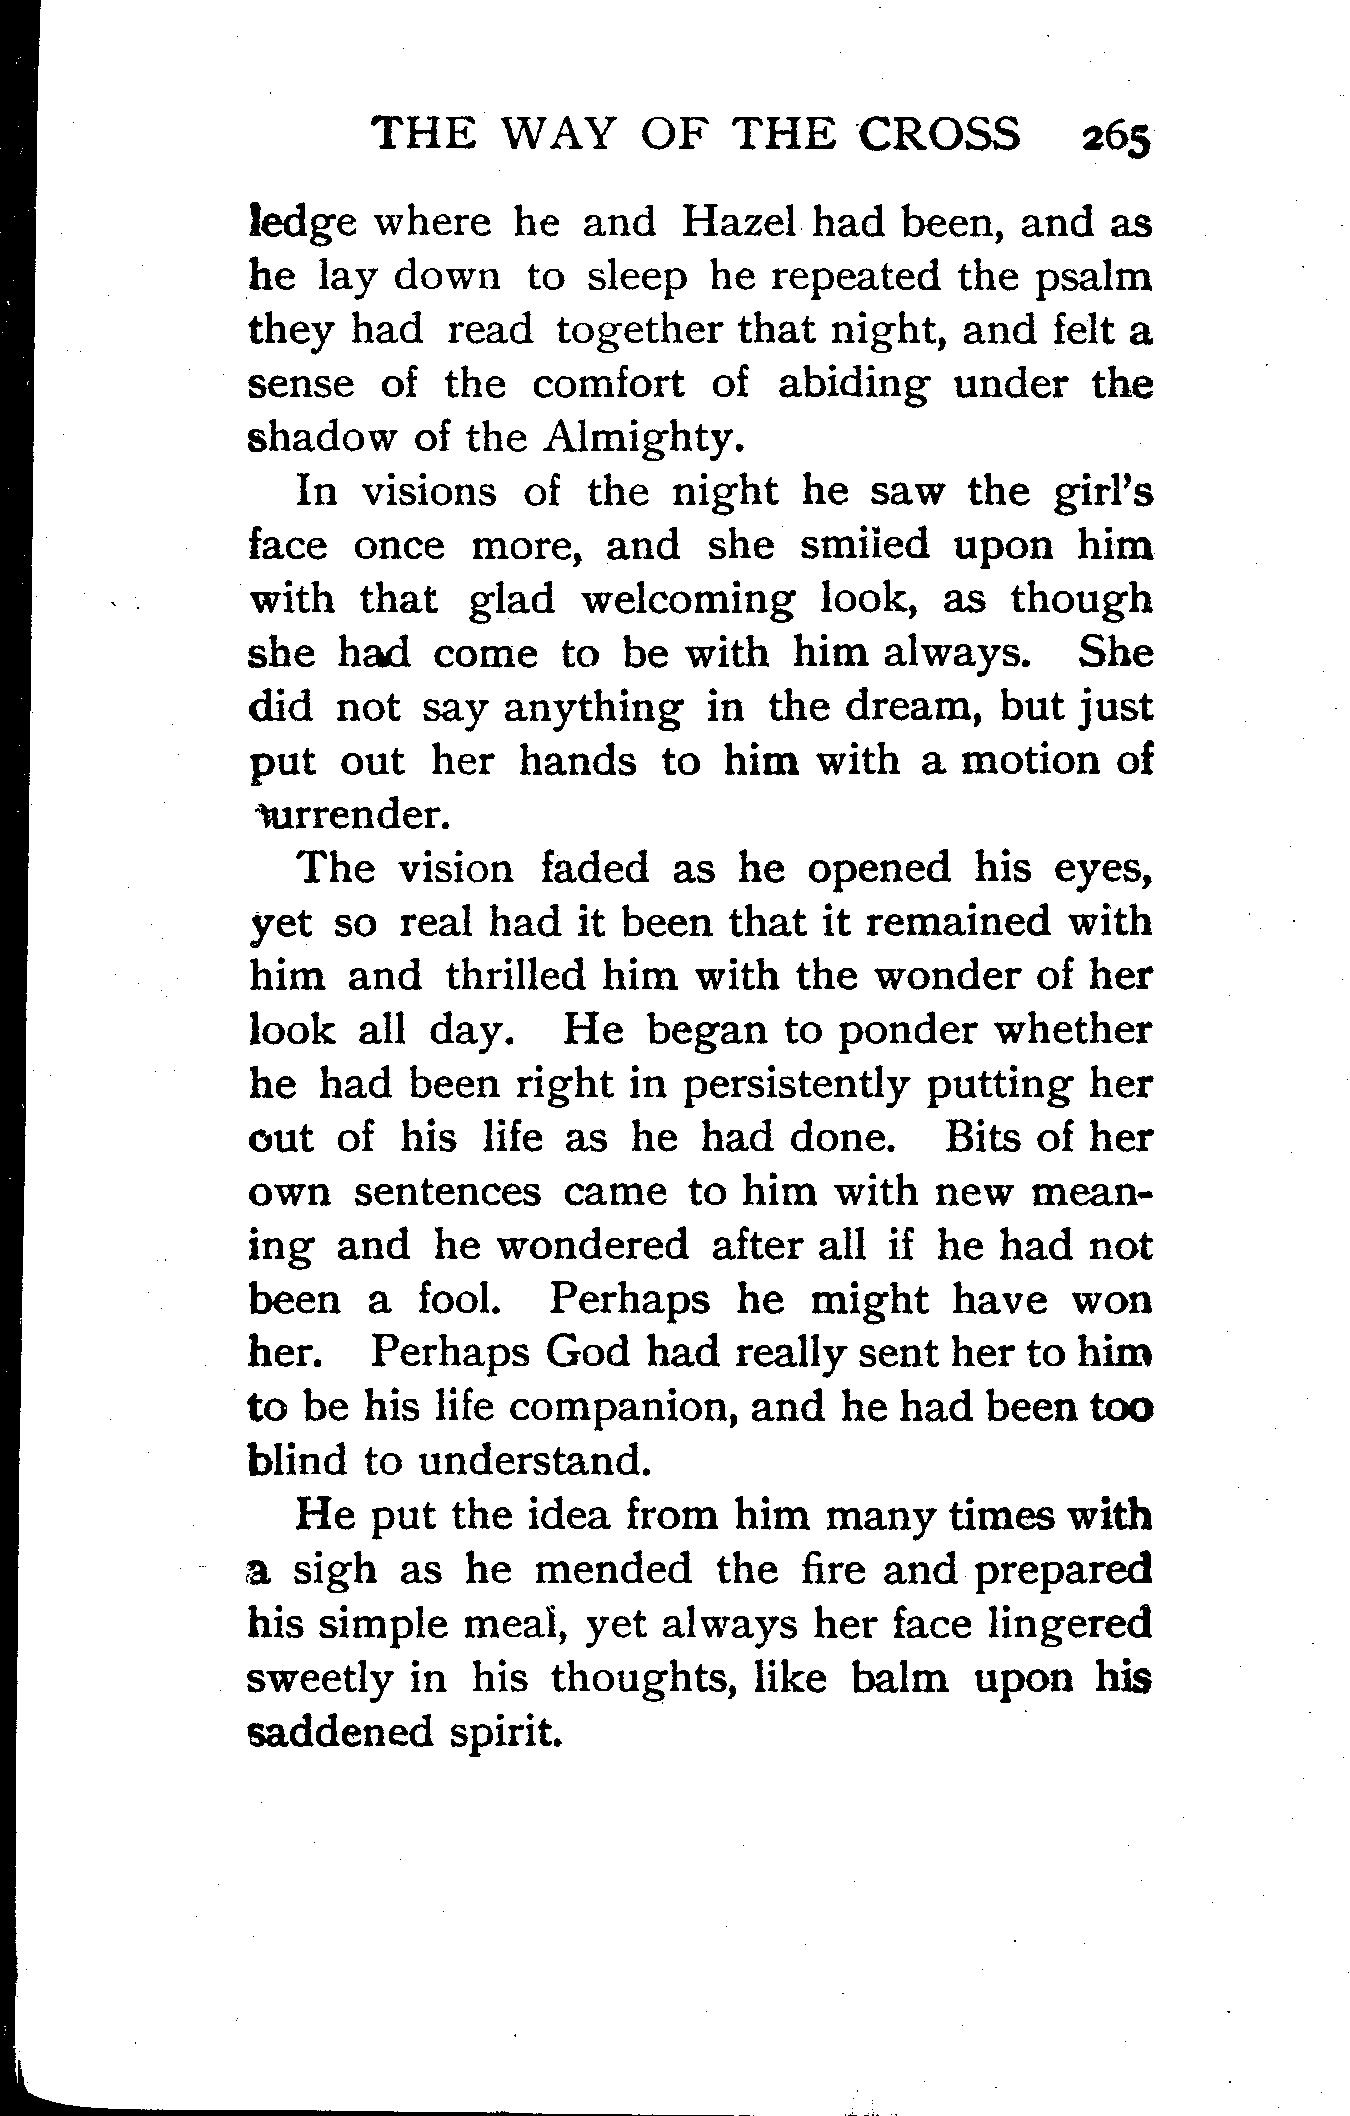 THE WAY OF THE CROSS 265
ledge where he and Hazel had been, and as
he lay down to sleep he repeated the psalm
they had read together that night, and felt a
sense of the comfort of abiding under the
shadow of the Almighty.
In visions of the night he saw the girl's
face once more, and she smiled upon him
with that glad welcoming look, as though
she had come to be with him always. She
did not say anything in the dream, but just
put out her hands to him with a motion of
surrender.
The vision faded as he opened his eyes,
yet so real had it been that it remained with
him and thrilled him with the wonder of her
look all day. He began to ponder whether
he had been right in persistently putting her
out of his life as he had done. Bits of her
own sentences came to him with new mean-
ing and he wondered after all if he had not
been a fool. Perhaps he might have won
her. Perhaps God had really sent her to him
to be his life companion, and he had been too
blind to understand.
He put the idea from him many times with
a sigh as he mended the fire and prepared
his simple meal, yet always her face lingered
sweetly in his thoughts, like balm upon his
saddened spirit.